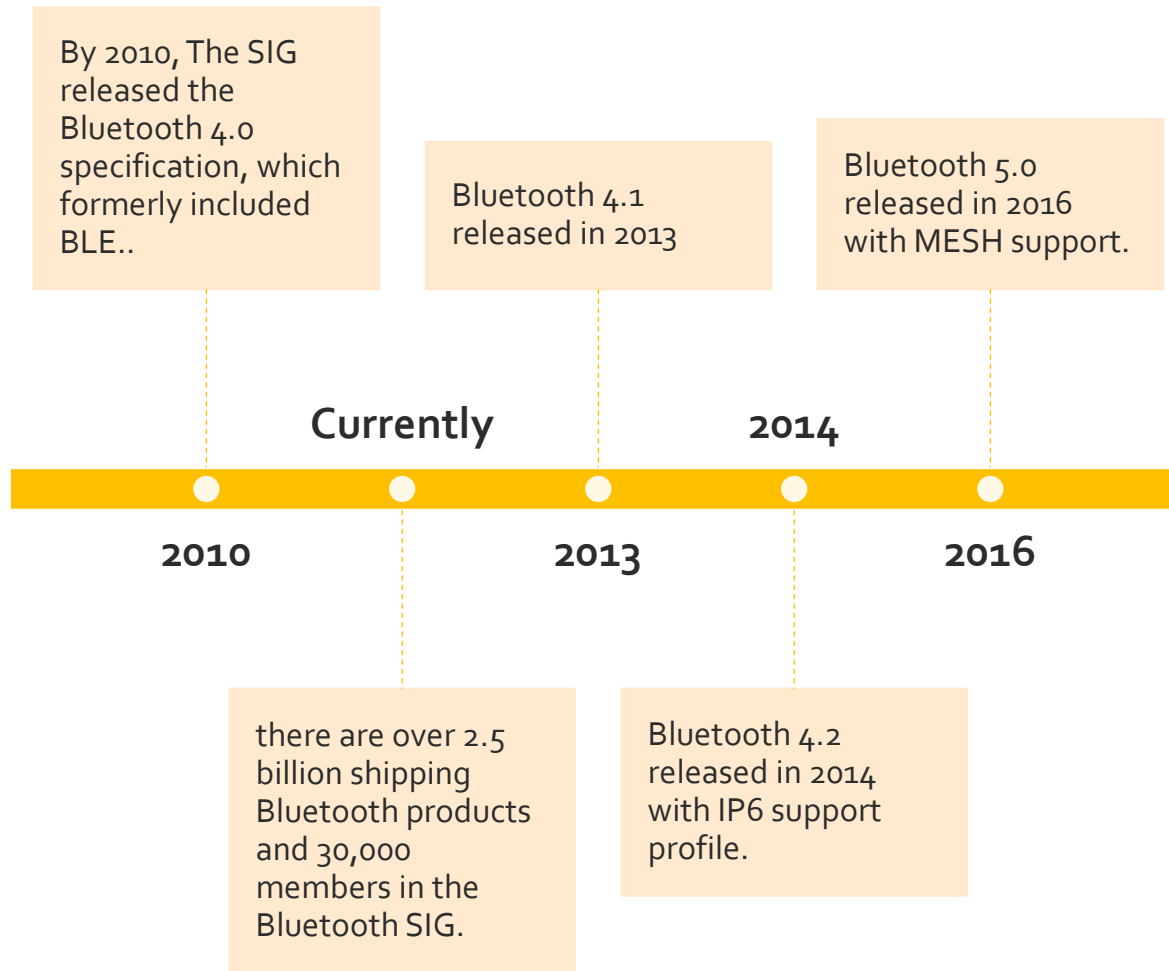 By 2010, The SIG
released the
Bluetooth 4.0
specification, which
formerly included
BLE..
Bluetooth 4.1
released in 2013
Bluetooth 5.0
released in 2016
with MESH support.
Currently
2014
2010
2013
2016
there are over 2.5
billion shipping
Bluetooth products
and 30,000
members in the
Bluetooth SIG.
Bluetooth 4.2
released in 2014
with IP6 support
profile.